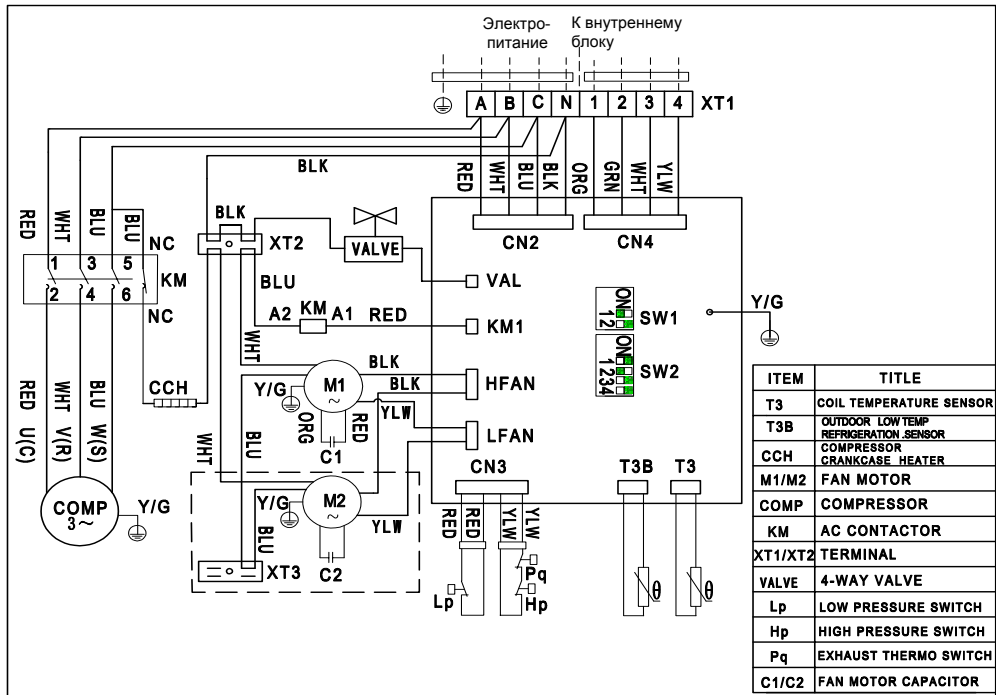 Электро-
питание
К внутреннему
блоку
A B C N 1 2 3 4 XT1
BLK
RED WHT BLU BLK ORG GRN WHT YLW
CN2 CN4
RED WHT BLU BLU NC
1 3 5
2 4 6
KM
NC
BLK
XT2
VALVE
BLU
A2 KM A1 RED
WHT
VAL
KM1
HFAN
LFAN
ON
12
SW1
ON
1234
SW2
Y/G
CCH
BLK
BLK
M1
~
Y/G
ORG RED
YLW
C1
RED U(C)
WHT V(R)
BLU W(S)
COMP
3~
Y/G
WHT BLU
M2
~
Y/G
YLW
BLU
C2
XT3
CN3
RED RED YLW YLW
Pq
Lp
Hp
T3B T3
θ θ
ITEM TITLE
T3 COIL TEMPERATURE SENSOR
T3B OUTDOOR LOW TEMP
REFRIGERATION .SENSOR
CCH COMPRESSOR
CRANKCASE HEATER
M1/M2 FAN MOTOR
COMP COMPRESSOR
KM AC CONTACTOR
XT1/XT2 TERMINAL
VALVE 4-WAY VALVE
Lp LOW PRESSURE SWITCH
Hp HIGH PRESSURE SWITCH
Pq EXHAUST THERMO SWITCH
C1/C2 FAN MOTOR CAPACITOR